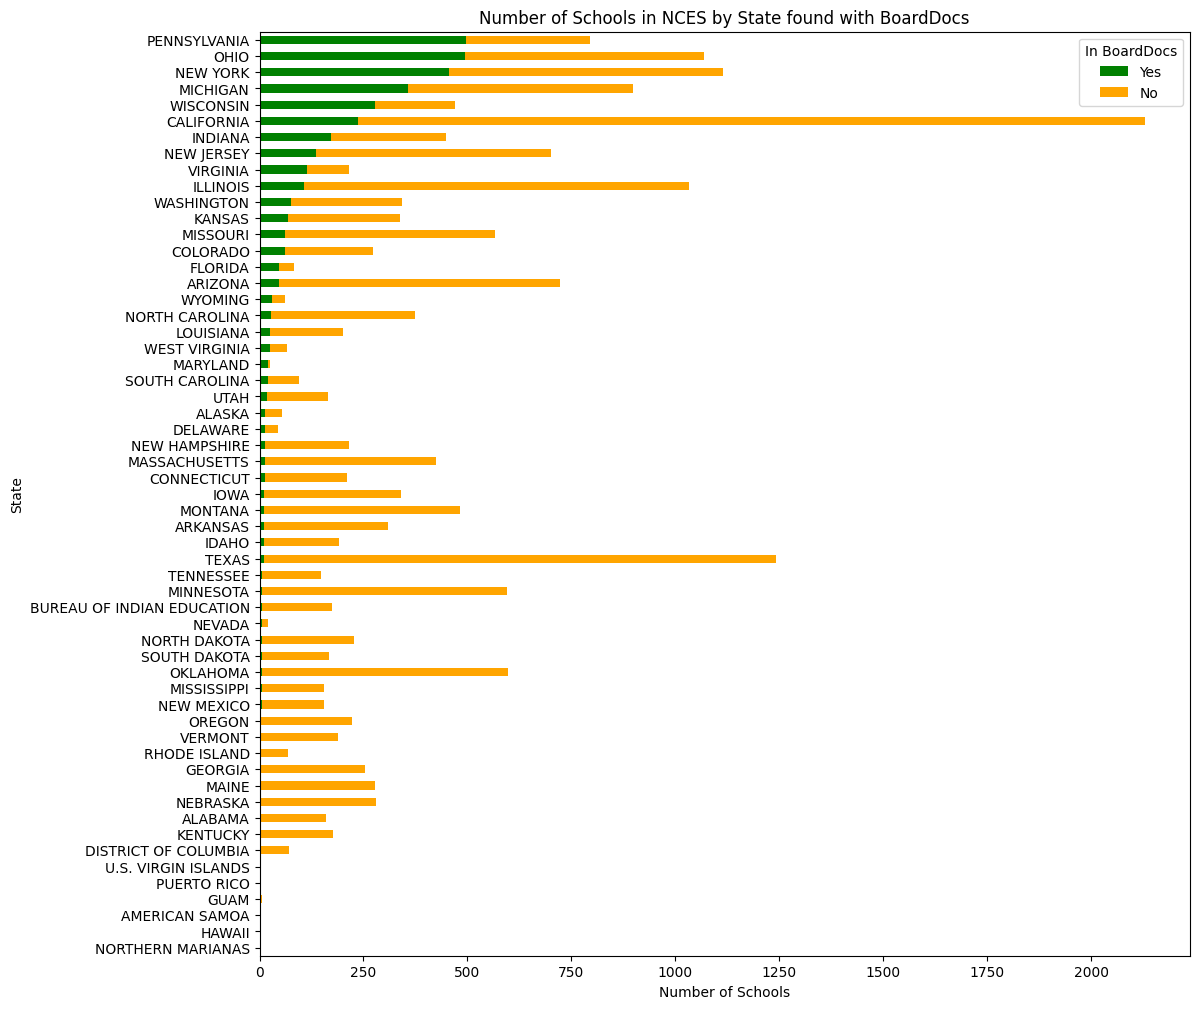 Number of Schools in NCES by State found with BoardDocs
In BoardDocs
Yes
No
State
PENNSYLVANIA
OHIO
NEW YORK
MICHIGAN
WISCONSIN
CALIFORNIA
INDIANA
NEW JERSEY
VIRGINIA
ILLINOIS
WASHINGTON
KANSAS
MISSOURI
COLORADO
FLORIDA
ARIZONA
WYOMING
NORTH CAROLINA
LOUISIANA
WEST VIRGINIA
MARYLAND
SOUTH CAROLINA
UTAH
ALASKA
DELAWARE
NEW HAMPSHIRE
MASSACHUSETTS
CONNECTICUT
IOWA
MONTANA
ARKANSAS
IDAHO
TEXAS
TENNESSEE
MINNESOTA
BUREAU OF INDIAN EDUCATION
NEVADA
NORTH DAKOTA
SOUTH DAKOTA
OKLAHOMA
MISSISSIPPI
NEW MEXICO
OREGON
VERMONT
RHODE ISLAND
GEORGIA
MAINE
NEBRASKA
ALABAMA
KENTUCKY
DISTRICT OF COLUMBIA
U.S. VIRGIN ISLANDS
PUERTO RICO
GUAM
AMERICAN SAMOA
HAWAII
NORTHERN MARIANAS
0 250 500 750 1000 1250 1500 1750 2000
Number of Schools